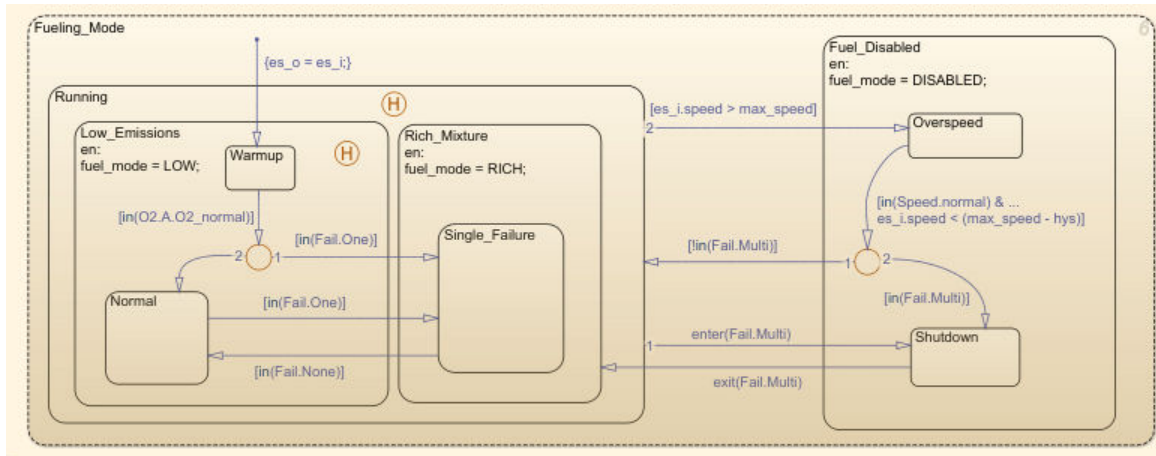 Fueling_Mode
6
{es_o = es_i;}
Fuel_Disabled
en:
fuel_mode = DISABLED;
Running
H
[es_i.speed > max_speed]
2
Overspeed
Low_Emissions
en:
fuel_mode = LOW;
Warmup
H
Rich_Mixture
en:
fuel_mode = RICH;
[in(O2.A.O2_normal)]
[in(Speed.normal) & ...
es_i.speed < (max_speed - hys)]
2
1
[in(Fail.One)]
Single_Failure
[!in(Fail.Multi)]
1
2
Normal
[in(Fail.One)]
[in(Fail.Multi)]
1
enter(Fail.Multi)
Shutdown
[in(Fail.None)]
exit(Fail.Multi)